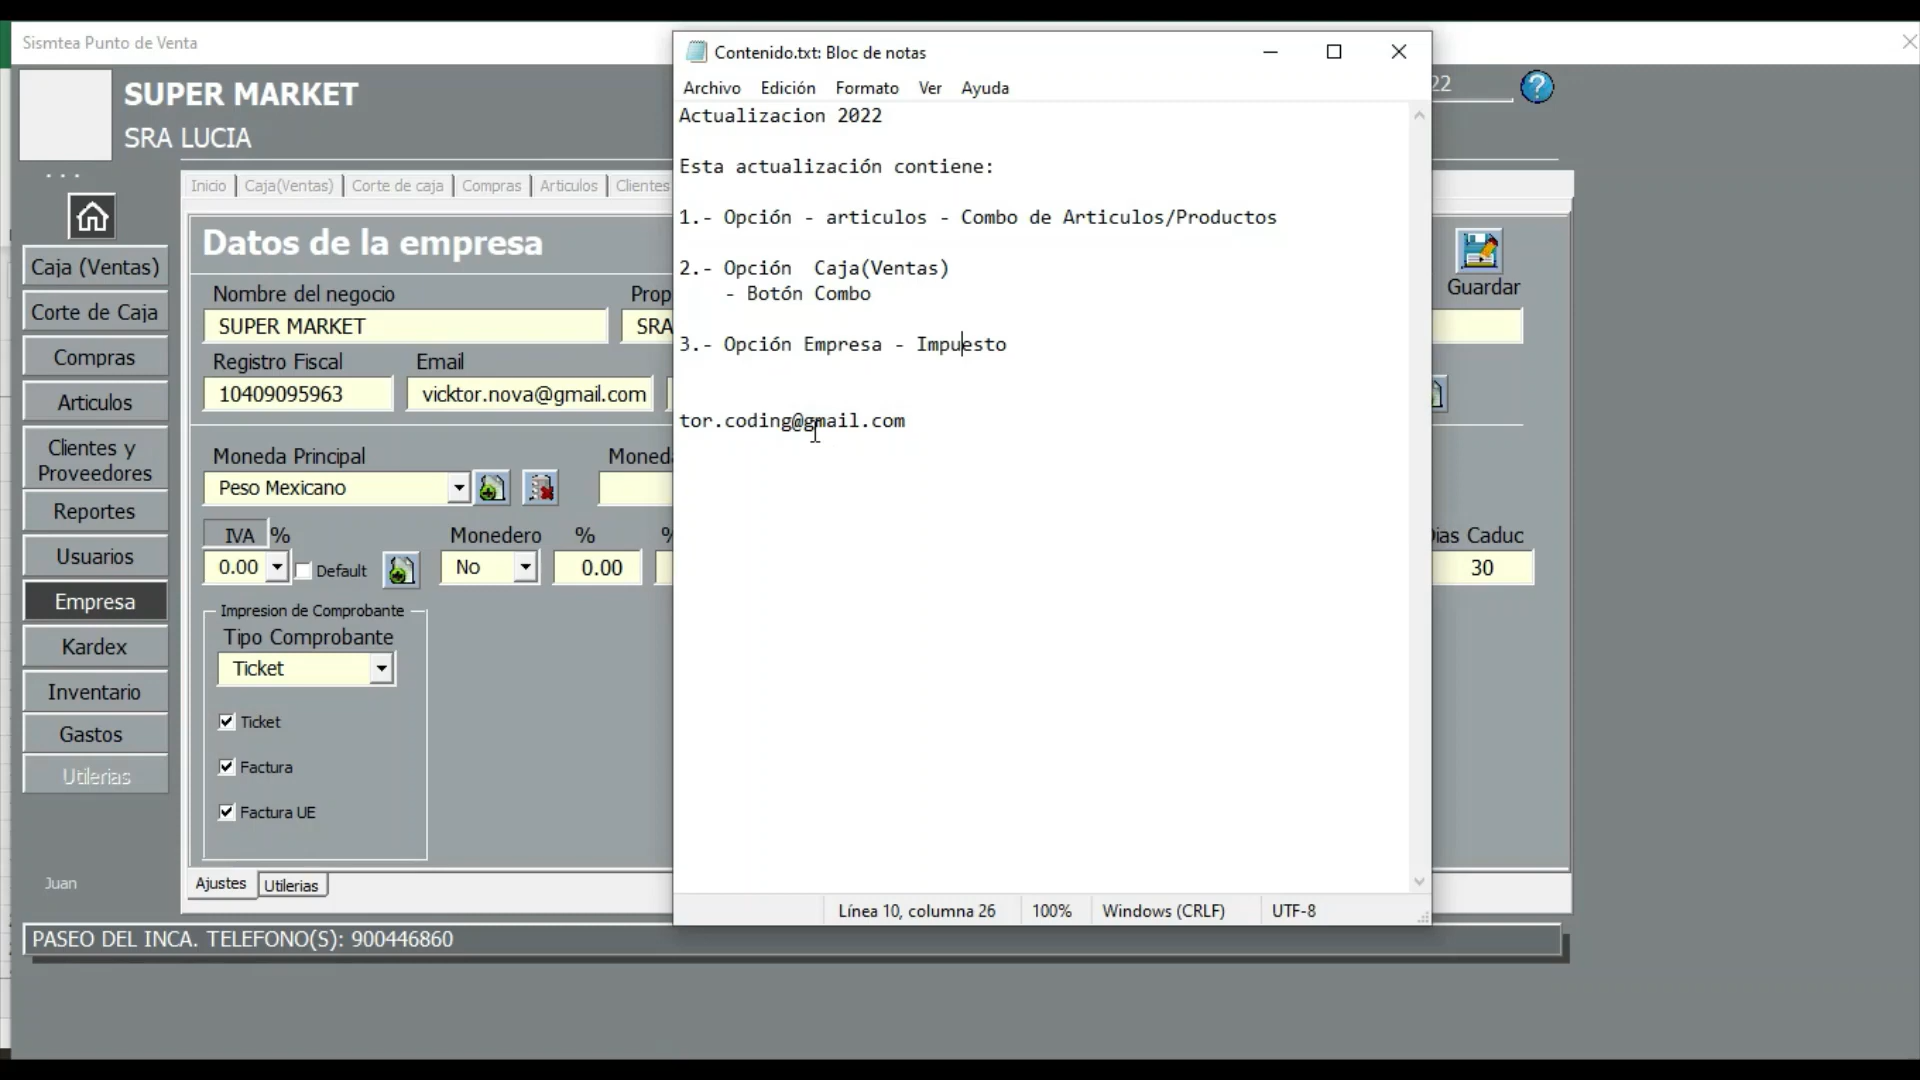 Sismtea Punto de Venta
SUPER MARKET
SRA LUCIA
. . .
Caja (Ventas)
Corte de Caja
Compras
Articulos
Clientes y
Proveedores
Reportes
Usuarios
Empresa
Kardex
Inventario
Gastos
Utilerias
Juan
Inicio
Caja(Ventas)
Corte de caja
Compras
Articulos
Clientes
Datos de la empresa
Nombre del negocio
Prop
SUPER MARKET
SRA
Registro Fiscal
Email
10409095963
vicktor.nova@gmail.com
Moneda Principal
Moneda
Peso Mexicano
IVA %
Monedero
%
%
0.00
Default
No
0.00
Impresion de Comprobante
Tipo Comprobante
Ticket
Ticket
Factura
Factura UE
Ajustes
Utilerias
PASEO DEL INCA. TELEFONO(S): 900446860
Contenido.txt: Bloc de notas
Archivo Edición Formato Ver Ayuda
Actualizacion 2022
Esta actualización contiene:
1.- Opción - articulos - Combo de Articulos/Productos
2.- Opción Caja(Ventas)
- Botón Combo
3.- Opción Empresa - Impuesto
tor.coding@gmail.com
Línea 10, columna 26
100%
Windows (CRLF)
UTF-8
22
?
Guardar
Dias Caduc
30